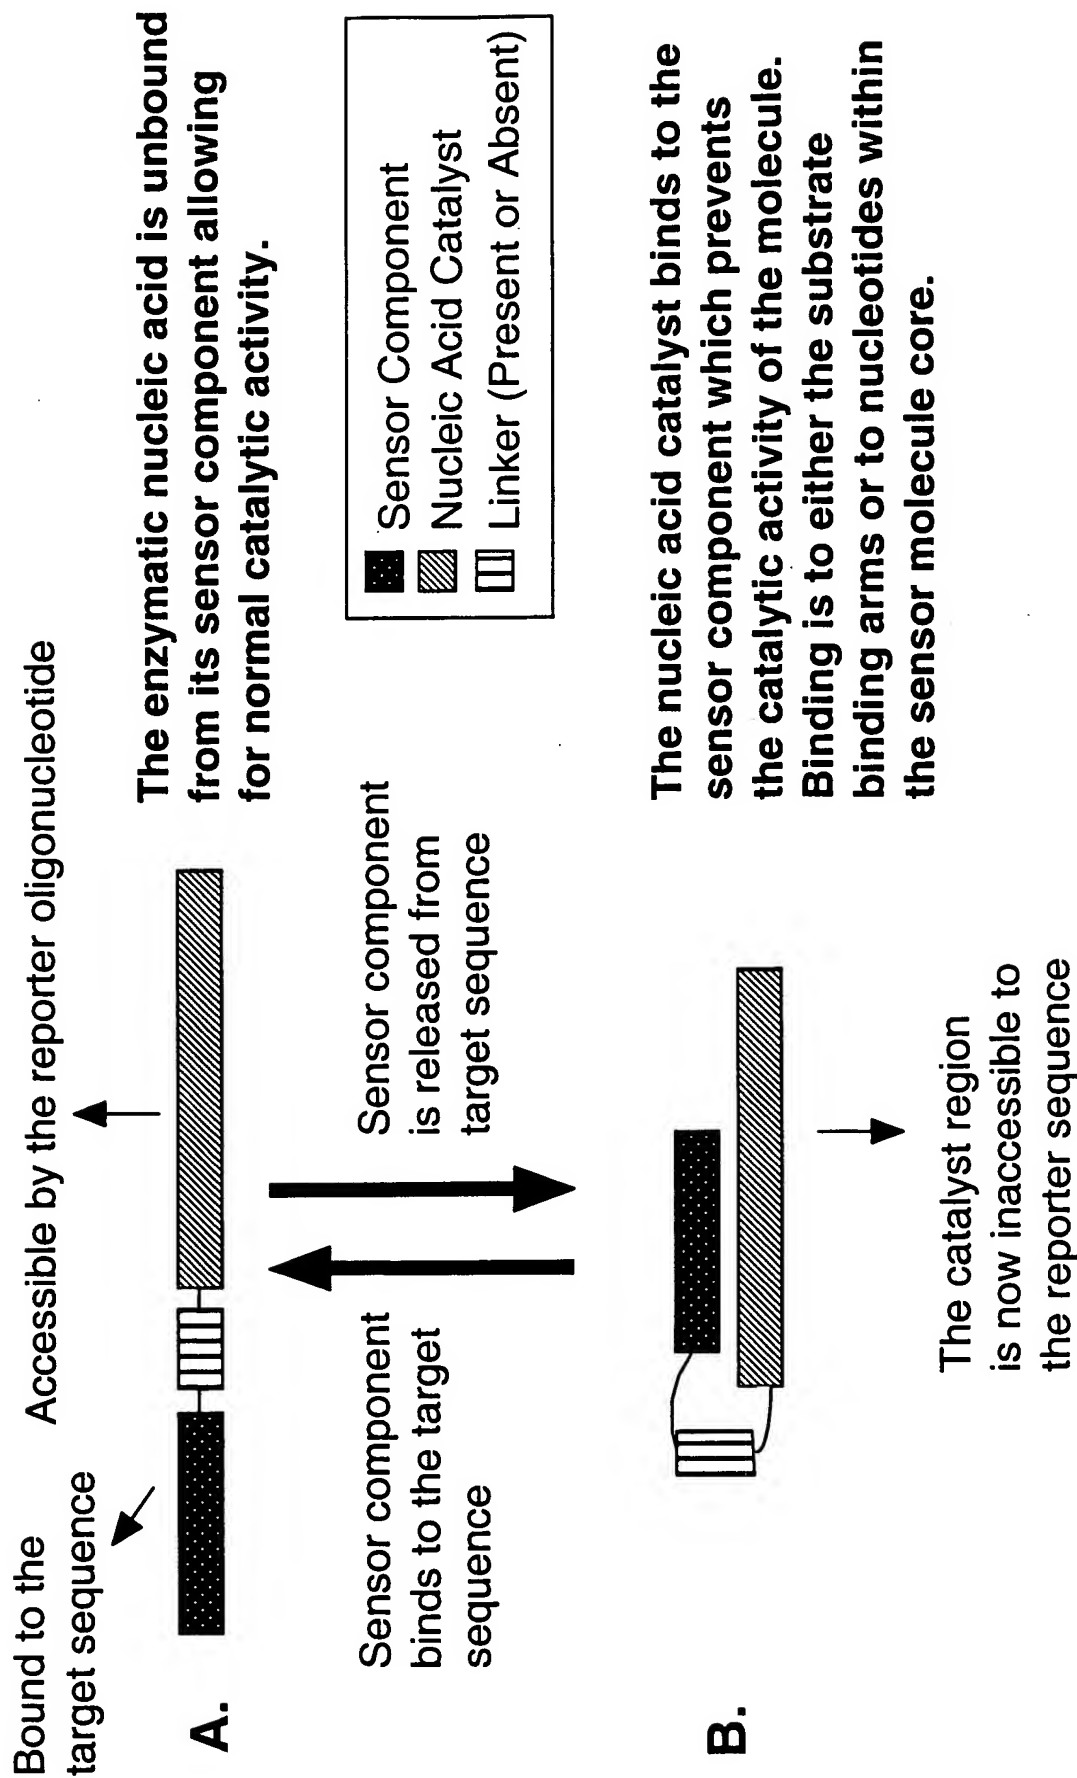 Bound to the
target sequence
Accessible by the reporter oligonucleotide
A.
The enzymatic nucleic acid is unbound
from its sensor component allowing
for normal catalytic activity.
Sensor component
binds to the target
sequence
Sensor component
is released from
target sequence
Sensor Component
Nucleic Acid Catalyst
Linker (Present or Absent)
B.
The nucleic acid catalyst binds to the
sensor component which prevents
the catalytic activity of the molecule.
Binding is to either the substrate
binding arms or to nucleotides within
the sensor molecule core.
The catalyst region
is now inaccessible to
the reporter sequence